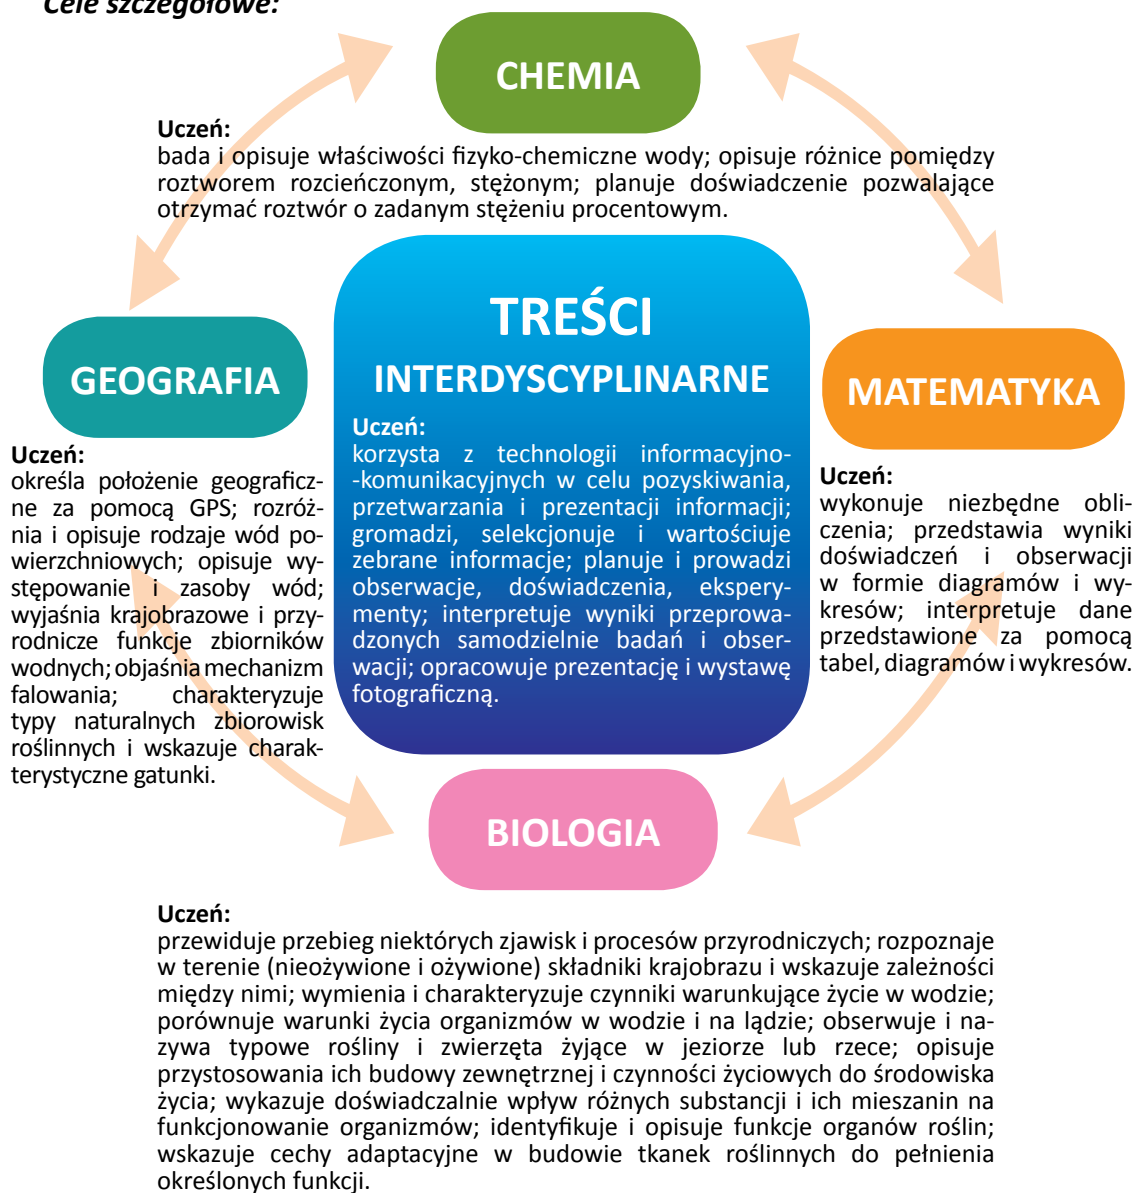 Cele szczegółowe:
CHEMIA
Uczeń:
bada i opisuje właściwości fizyko-chemiczne wody; opisuje różnice pomiędzy
roztworem rozcieńczonym, stężonym; planuje doświadczenie pozwalające
otrzymać roztwór o zadanym stężeniu procentowym.
GEOGRAFIA
Uczeń:
określa położenie geograficz-
ne za pomocą GPS; rozróż-
nia i opisuje rodzaje wód po-
wierzchniowych; opisuje wy-
stępowanie i zasoby wód;
wyjaśnia krajobrazowe i przy-
rodnicze funkcje zbiorników
wodnych; objaśnia mechanizm
falowania; charakteryzuje
typy naturalnych zbiorowisk
roślinnych i wskazuje charak-
terystyczne gatunki.
TREŚCI
INTERDYSCYPLINARNE
Uczeń:
korzysta z technologii informacyjno-
-komunikacyjnych w celu pozyskiwania,
przetwarzania i prezentacji informacji;
gromadzi, selekcjonuje i wartościuje
zebrane informacje; planuje i prowadzi
obserwacje, doświadczenia, ekspery-
menty; interpretuje wyniki przeprowa-
dzonych samodzielnie badań i obser-
wacji; opracowuje prezentację i wystawę
fotograficzną.
MATEMATYKA
Uczeń:
wykonuje niezbędne obli-
czenia; przedstawia wyniki
doświadczeń i obserwacji
w formie diagramów i wy-
kresów; interpretuje dane
przedstawione za pomocą
tabel, diagramów i wykresów.
BIOLOGIA
Uczeń:
przewiduje przebieg niektórych zjawisk i procesów przyrodniczych; rozpoznaje
w terenie (nieożywione i ożywione) składniki krajobrazu i wskazuje zależności
między nimi; wymienia i charakteryzuje czynniki warunkujące życie w wodzie;
porównuje warunki życia organizmów w wodzie i na lądzie; obserwuje i na-
zywa typowe rośliny i zwierzęta żyjące w jeziorze lub rzece; opisuje
przystosowania ich budowy zewnętrznej i czynności życiowych do środowiska
życia; wykazuje doświadczalnie wpływ różnych substancji i ich mieszanin na
funkcjonowanie organizmów; identyfikuje i opisuje funkcje organów roślin;
wskazuje cechy adaptacyjne w budowie tkanek roślinnych do pełnienia
określonych funkcji.